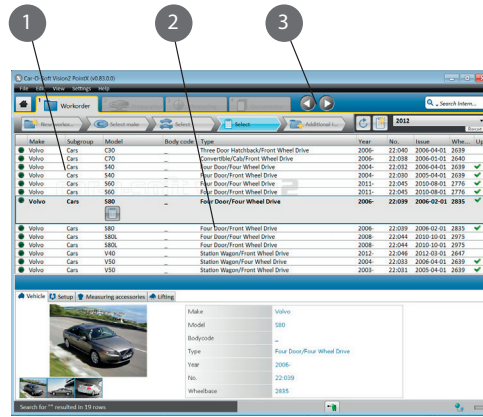 1
2
3
Car-O-Soft Vision2 PointX (v6.83.0.0)
File Edit View Settings Help
1 Workorder
Search Intern...
Select make
Select
Additional i...
2012
Make Subgroup Model Body code Type Year No. Issue Whe... Up
Volvo Cars C30 _ Three Door Hatchback/Front Wheel Drive 2006- 22:040 2006-04-01 2639
Volvo Cars C70 _ Convertible/Cab/Front Wheel Drive 2006- 22:038 2006-01-01 2640
Volvo Cars S40 _ Four Door/Four Wheel Drive 2004- 22:032 2006-04-01 2639
Volvo Cars S40 _ Four Door/Front Wheel Drive 2004- 22:030 2005-04-01 2639
Volvo Cars S60 _ Four Door/Front Wheel Drive 2011- 22:045 2010-08-01 2776
Volvo Cars S60 _ Four Door/Four Wheel Drive 2011- 22:045 2010-08-01 2776
Volvo Cars S80 _ Four Door/Four Wheel Drive 2006- 22:039 2006-02-01 2835
Volvo Cars S80 _ Four Door/Front Wheel Drive 2006- 22:039 2006-02-01 2835
Volvo Cars S80L _ Four Door/Front Wheel Drive 2008- 22:044 2010-10-01 2975
Volvo Cars S80L _ Four Door/Four Wheel Drive 2008- 22:044 2010-10-01 2975
Volvo Cars V40 _ Station Wagon/Front Wheel Drive 2012- 22:046 2012-03-01 2647
Volvo Cars V50 _ Station Wagon/Four Wheel Drive 2004- 22:033 2006-04-01 2639
Volvo Cars V50 _ Station Wagon/Front Wheel Drive 2003- 22:031 2005-04-01 2639
Vehicle Setup Measuring accessories Lifting
Make Volvo
Model S80
Bodycode _
Type Four Door/Four Wheel Drive
Year 2006-
No. 22:039
Wheelbase 2835
Search for "" resulted in 19 rows